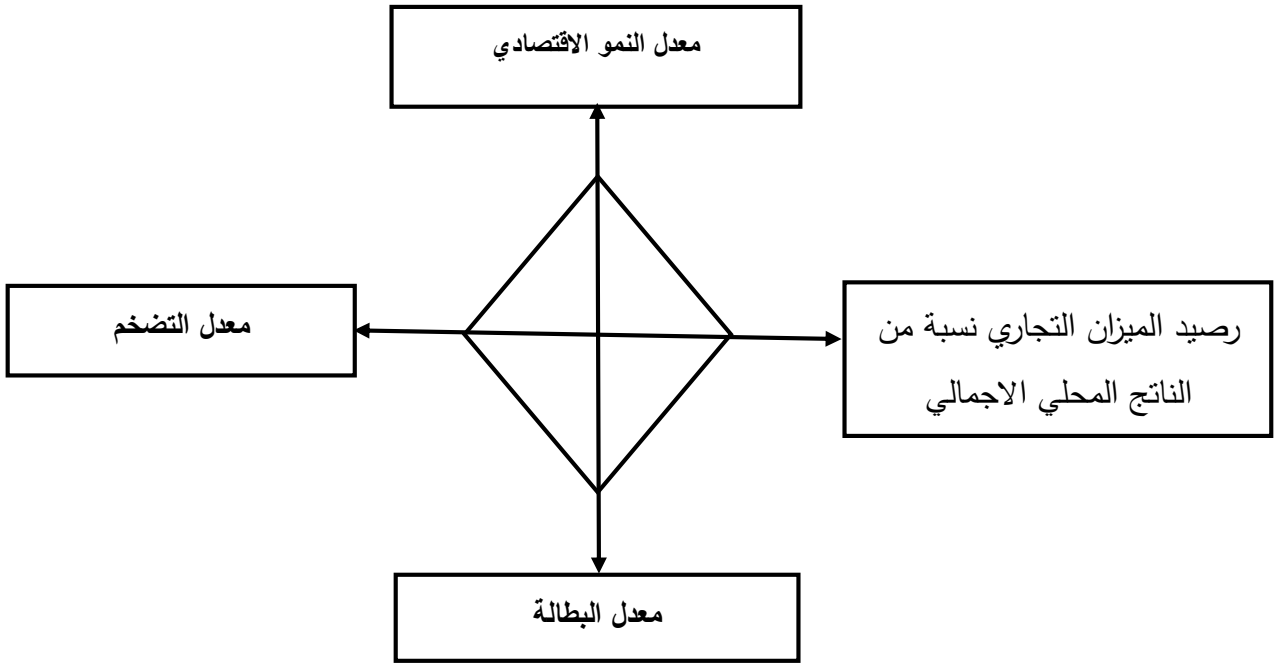 معدل النمو الاقتصادي
رصيد الميزان التجاري نسبة من
الناتج المحلي الاجمالي
معدل التضخم
معدل البطالة